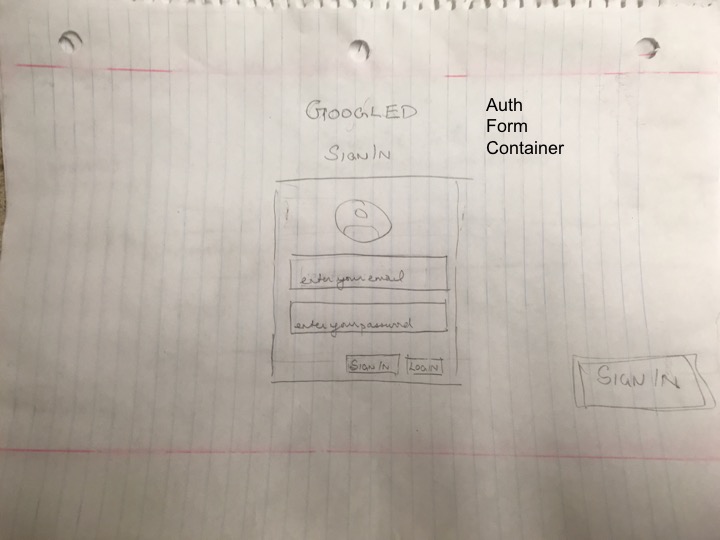 GOOGLED
Auth
Form
Container
SIGN IN
enter your email
enter your password
SIGN IN
LOGIN
SIGN IN